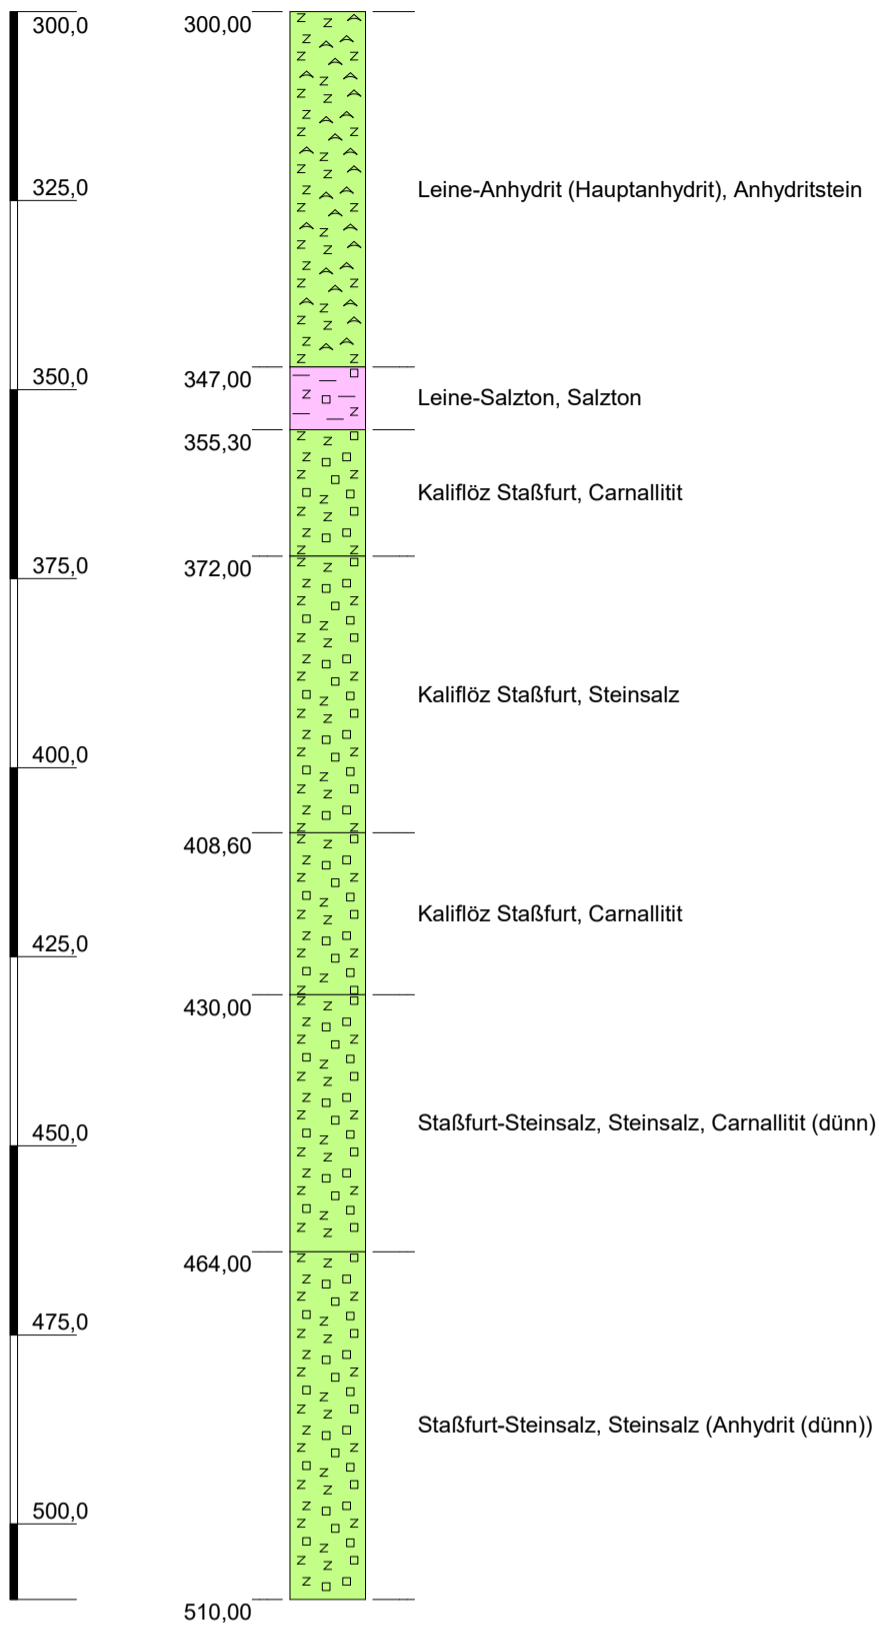 300,0
300,00
325,0
Leine-Anhydrit (Hauptanhydrit), Anhydritstein
347,00
350,0
Leine-Salzton, Salzton
355,30
Kaliflöz Staßfurt, Carnallitit
372,00
375,0
Kaliflöz Staßfurt, Steinsalz
400,0
408,60
Kaliflöz Staßfurt, Carnallitit
425,0
430,00
Staßfurt-Steinsalz, Steinsalz, Carnallitit (dünn)
450,0
464,00
475,0
Staßfurt-Steinsalz, Steinsalz (Anhydrit (dünn))
500,0
510,00